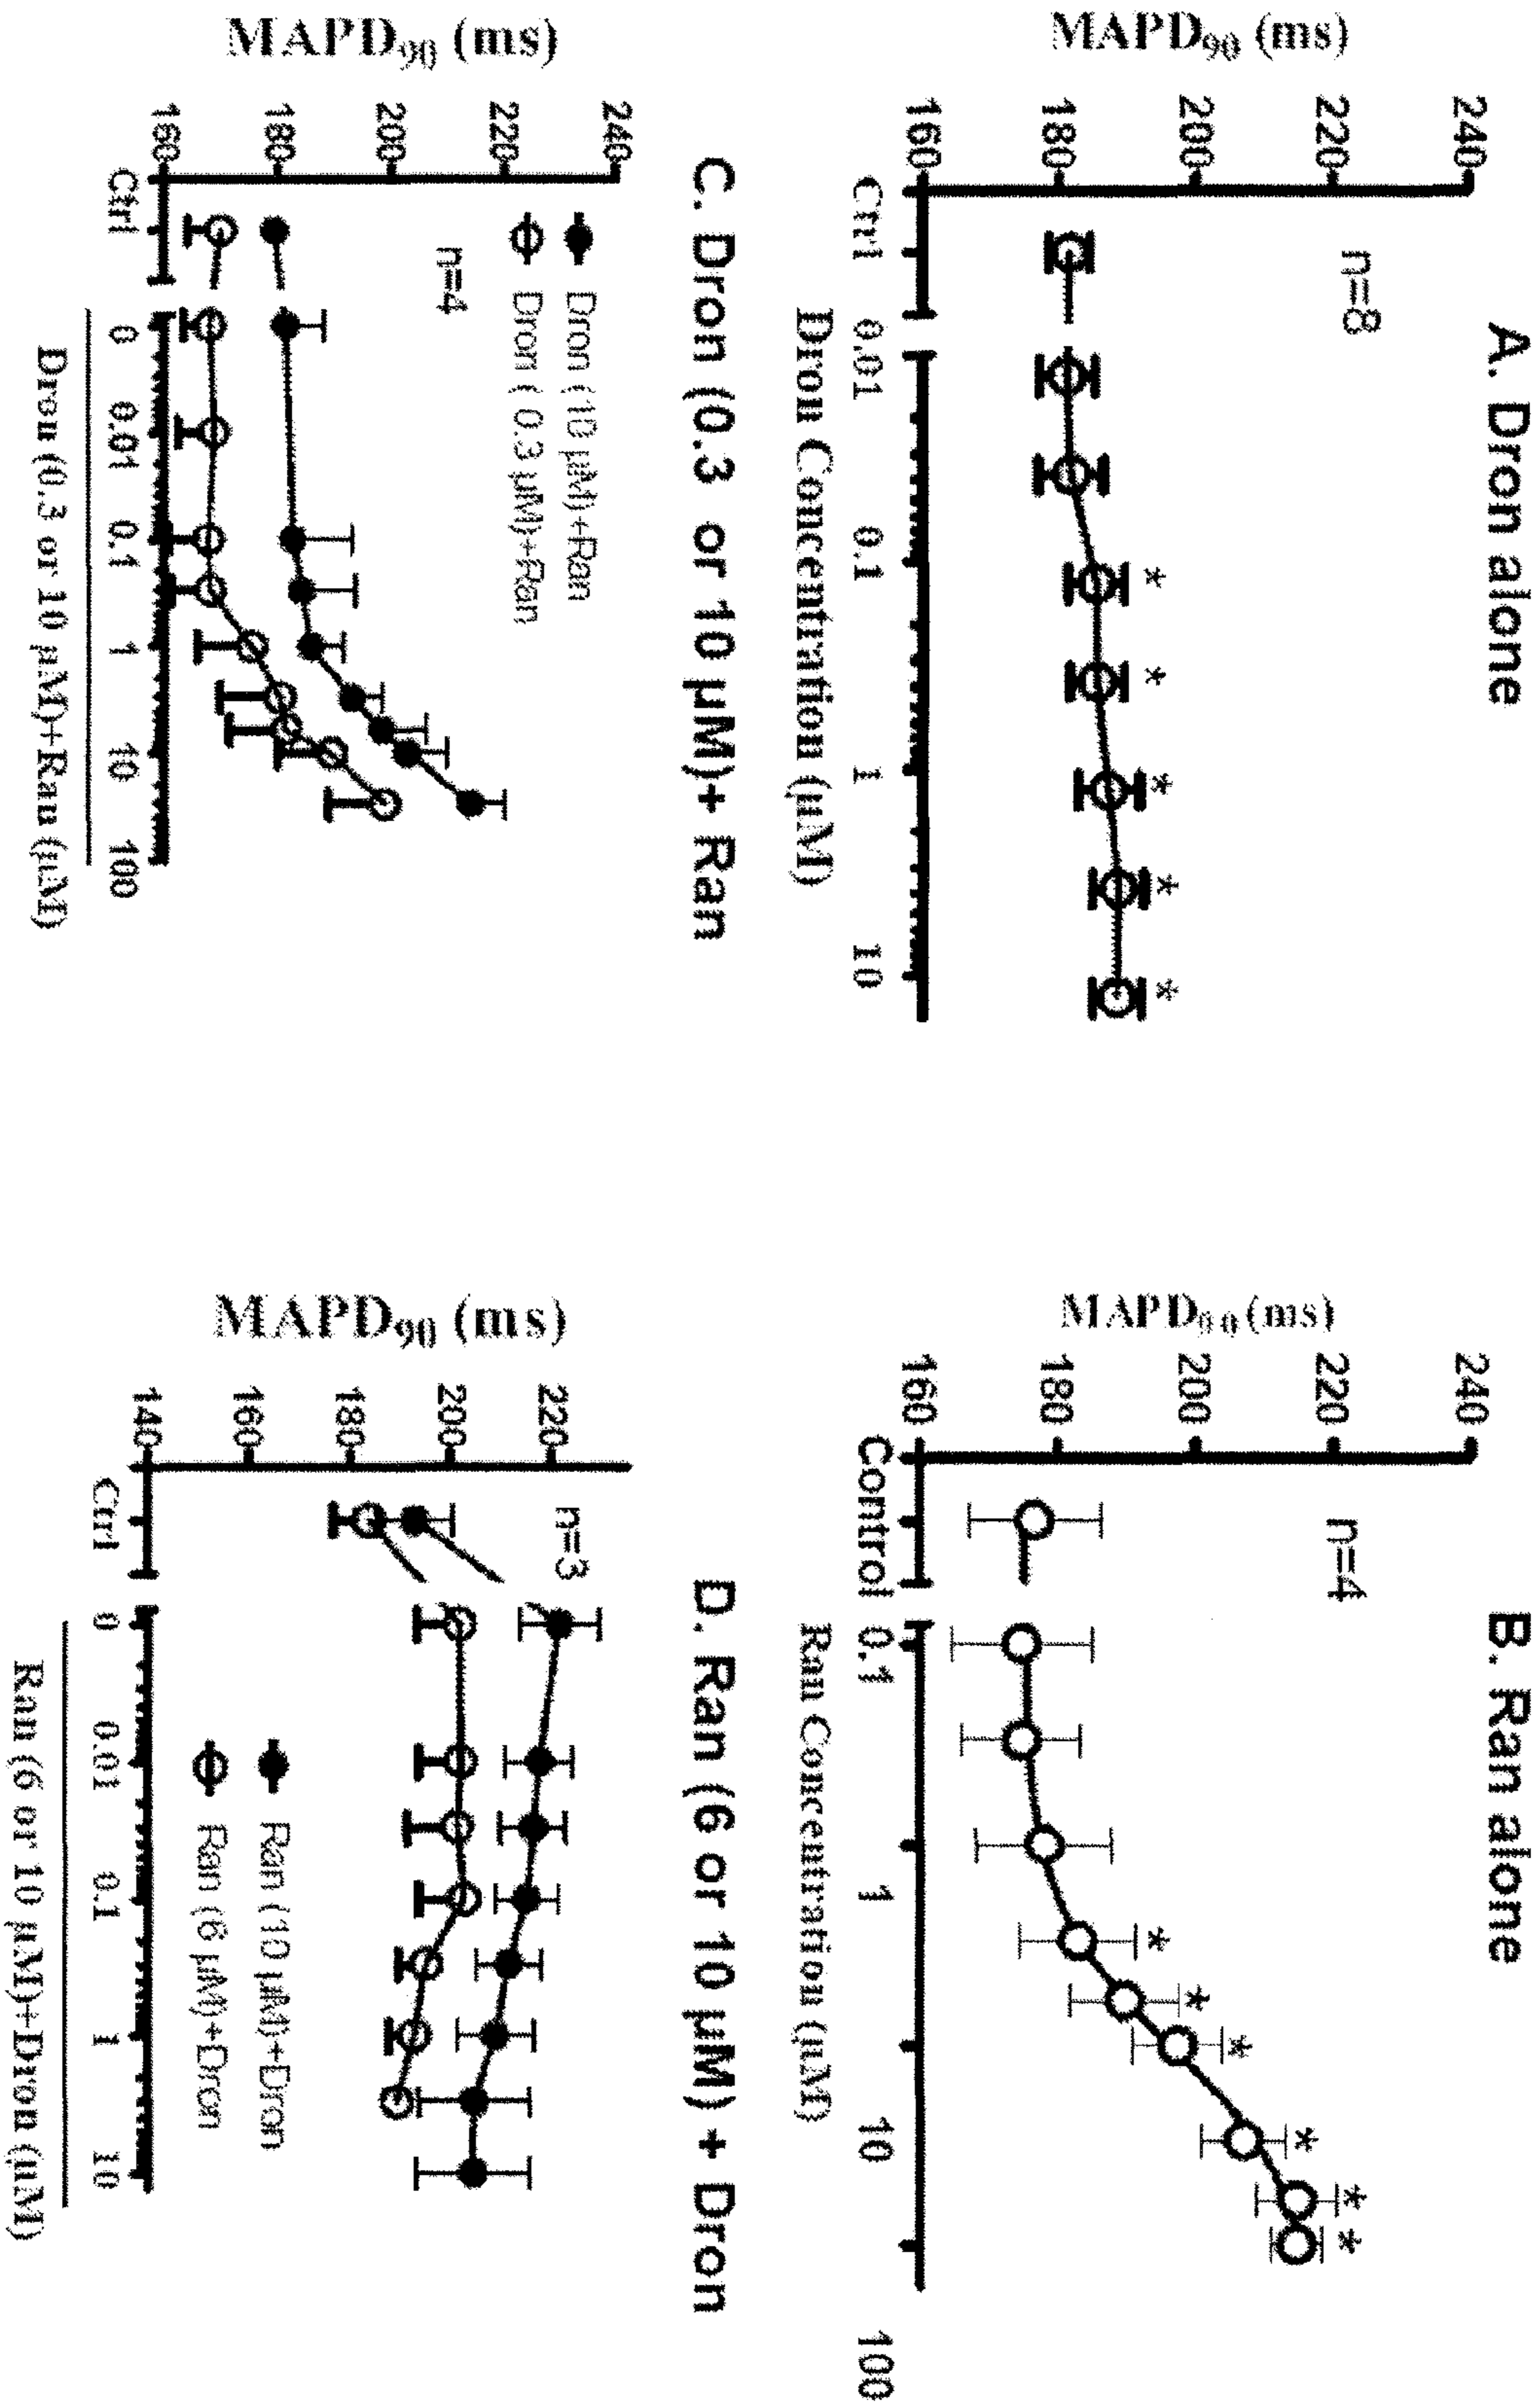 A. Dron alone
n=8
MAPD90 (ms)
240
220
200
180
160
* * * * *
Ctrl 0.01 0.1 1 10
Dron Concentration (µM)
B. Ran alone
n=4
MAPD90 (ms)
240
220
200
180
160
* * * * * *
Control 0.1 1 10 100
Ran Concentration (µM)
C. Dron (0.3 or 10 µM)+ Ran
Dron (10 µM)+Ran
Dron ( 0.3 µM)+Ran
n=4
MAPD90 (ms)
240
220
200
180
160
Ctrl 0 0.01 0.1 1 10 100
Dron (0.3 or 10 µM)+Ran (µM)
D. Ran (6 or 10 µM) + Dron
n=3
MAPD90 (ms)
220
200
180
160
140
Ran (10 µM)+Dron
Ran (6 µM)+Dron
Ctrl 0 0.01 0.1 1 10
Ran (6 or 10 µM)+Dron (µM)